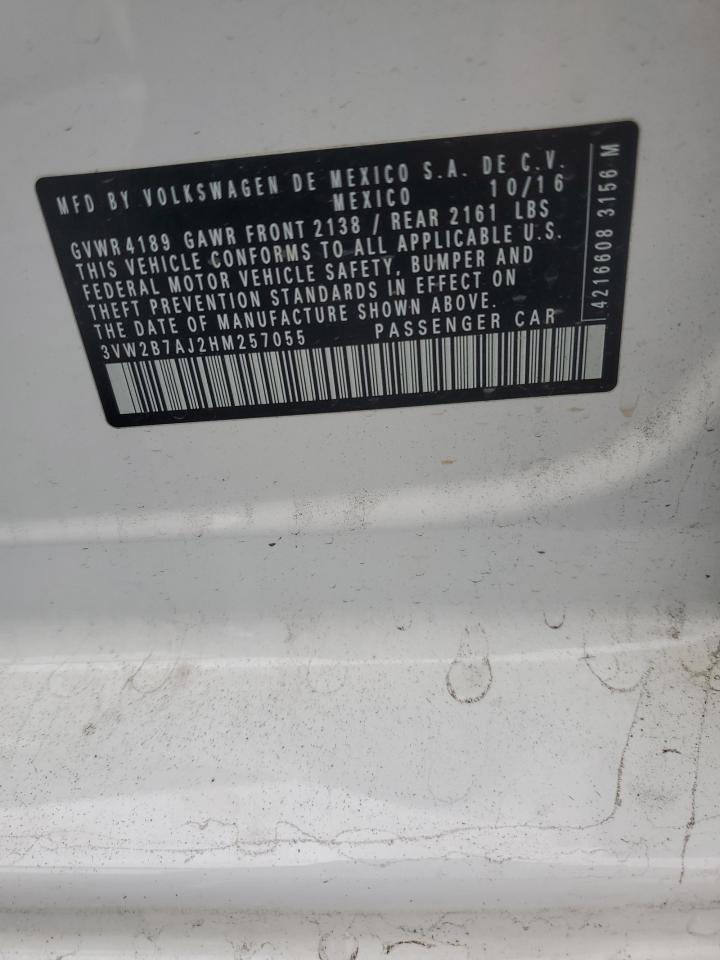 MFD BY VOLKSWAGEN DE MEXICO S.A. DE C.V.
MEXICO 10/16
GVWR 4189 GAWR FRONT 2138 / REAR 2161 LBS
THIS VEHICLE CONFORMS TO ALL APPLICABLE U.S.
FEDERAL MOTOR VEHICLE SAFETY, BUMPER AND
THEFT PREVENTION STANDARDS IN EFFECT ON
THE DATE OF MANUFACTURE SHOWN ABOVE.
3VW2B7AJ2HM257055 PASSENGER CAR
4216608 3156 M